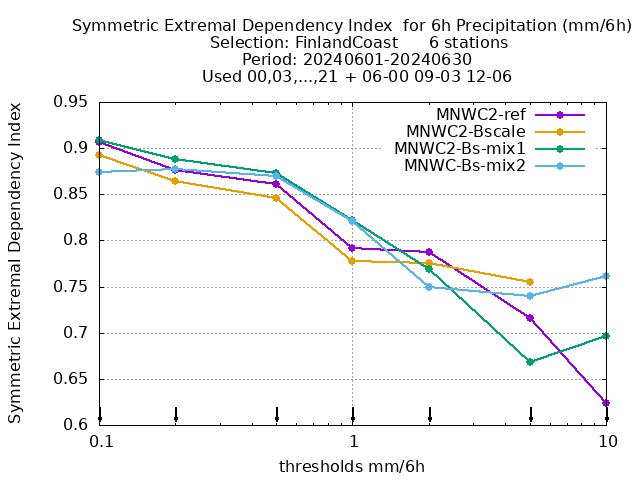 Symmetric Extremal Dependency Index  for 6h Precipitation (mm/6h)
Selection: FinlandCoast      6 stations
Period: 20240601-20240630
Used 00,03,...,21 + 06-00 09-03 12-06
Symmetric Extremal Dependency Index
0.95
0.9
0.85
0.8
0.75
0.7
0.65
0.6
MNWC2-ref
MNWC2-Bscale
MNWC2-Bs-mix1
MNWC-Bs-mix2
0.1
1
10
thresholds mm/6h